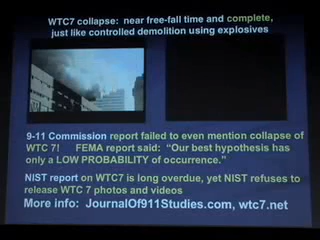 WTC7 collapse: near free-fall time and complete,
just like controlled demolition using explosives
9-11 Commission report failed to even mention collapse of
WTC 7! FEMA report said: “Our best hypothesis has
only a LOW PROBABILITY of occurrence.”
NIST report on WTC7 is long overdue, yet NIST refuses to
release WTC 7 photos and videos
More info: JournalOf911Studies.com, wtc7.net